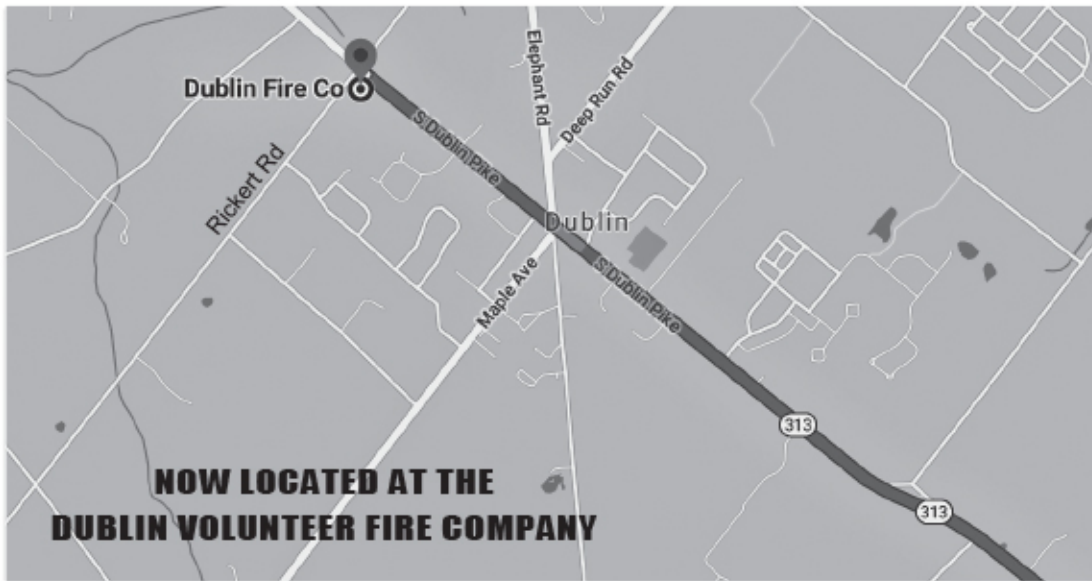 Elephant Rd
Deep Run Rd
Dublin Fire Co
S Dublin Pike
Rickert Rd
Dublin
S Dublin Pike
Maple Ave
313
313
NOW LOCATED AT THE
DUBLIN VOLUNTEER FIRE COMPANY